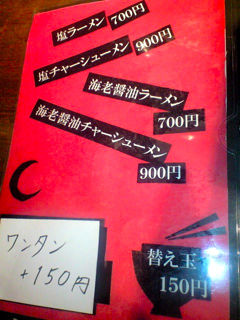 塩ラーメン 700円
塩チャーシューメン 900円
海老醤油ラーメン
700円
海老醤油チャーシューメン
900円
ワンタン
+150円
替え玉
150円